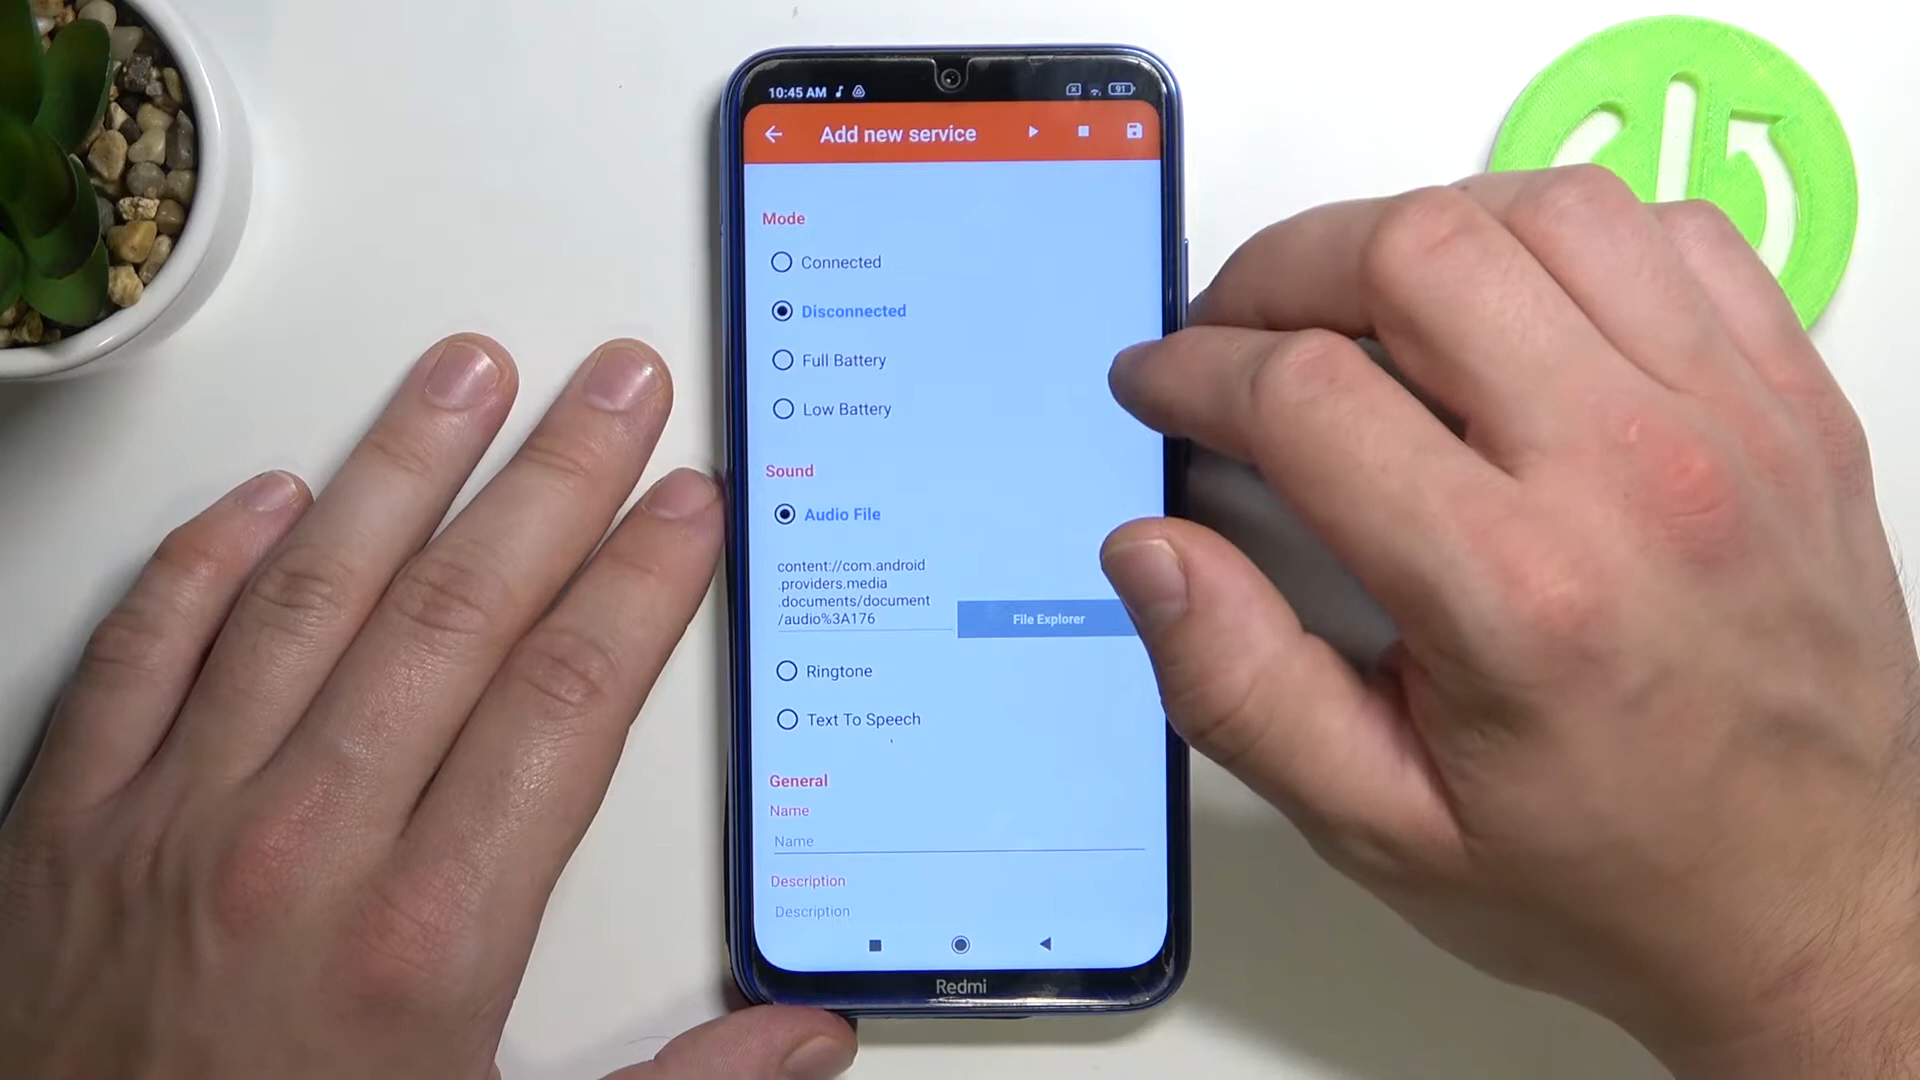 10:45 AM
91
Add new service
Mode
Connected
Disconnected
Full Battery
Low Battery
Sound
Audio File
content://com.android
.providers.media
.documents/document
/audio%3A176
File Explorer
Ringtone
Text To Speech
General
Name
Name
Description
Description
Redmi